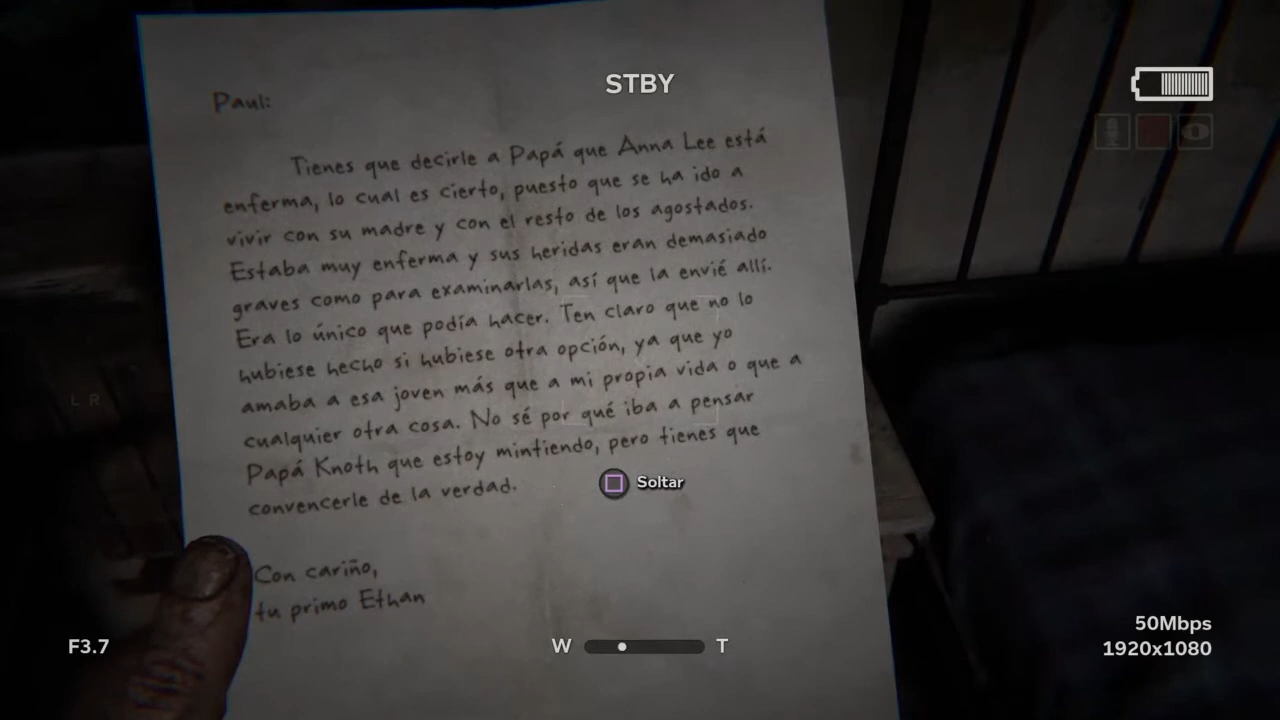 STBY
Paul:
Tienes que decirle a Papá que Anna Lee está
enferma, lo cual es cierto, puesto que se ha ido a
vivir con su madre y con el resto de los agostados.
Estaba muy enferma y sus heridas eran demasiado
graves como para examinarlas, así que la envié allí.
Era lo único que podía hacer. Ten claro que no lo
hubiese hecho si hubiese otra opción, ya que yo
amaba a esa joven más que a mi propia vida o que a
cualquier otra cosa. No sé por qué iba a pensar
Papá Knoth que estoy mintiendo, pero tienes que
convencerle de la verdad.
Soltar
Con cariño,
tu primo Ethan
L R
F3.7
W T
50Mbps
1920x1080